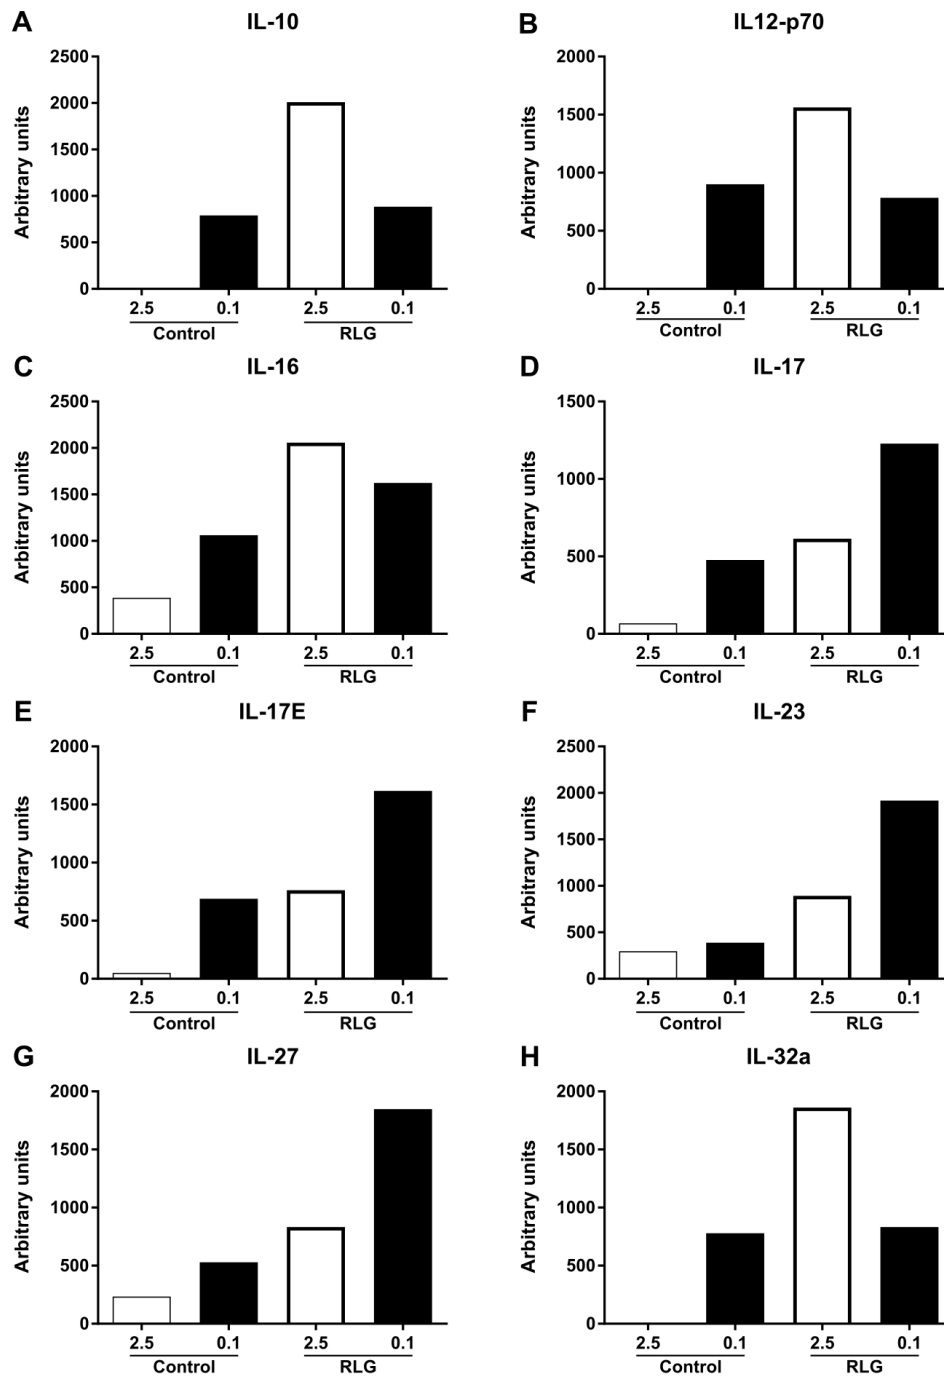 A
IL-10
Arbitrary units
2500
2000
1500
1000
500
0
2.5 0.1 2.5 0.1
Control RLG
B
IL12-p70
Arbitrary units
2000
1500
1000
500
0
2.5 0.1 2.5 0.1
Control RLG
C
IL-16
Arbitrary units
2500
2000
1500
1000
500
0
2.5 0.1 2.5 0.1
Control RLG
D
IL-17
Arbitrary units
1500
1000
500
0
2.5 0.1 2.5 0.1
Control RLG
E
IL-17E
Arbitrary units
2000
1500
1000
500
0
2.5 0.1 2.5 0.1
Control RLG
F
IL-23
Arbitrary units
2500
2000
1500
1000
500
0
2.5 0.1 2.5 0.1
Control RLG
G
IL-27
Arbitrary units
2000
1500
1000
500
0
2.5 0.1 2.5 0.1
Control RLG
H
IL-32a
Arbitrary units
2000
1500
1000
500
0
2.5 0.1 2.5 0.1
Control RLG